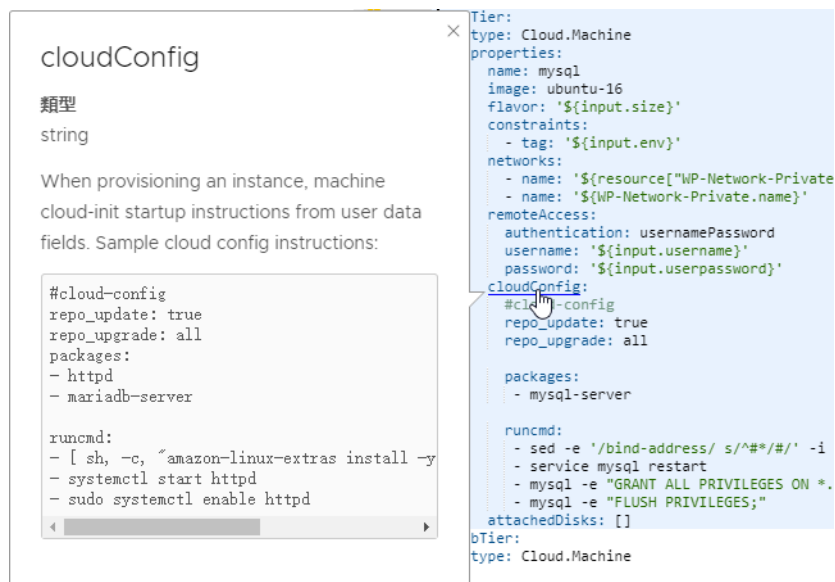 cloudConfig
類型
string
When provisioning an instance, machine
cloud-init startup instructions from user data
fields. Sample cloud config instructions:
#cloud-config
repo_update: true
repo_upgrade: all
packages:
- httpd
- mariadb-server
runcmd:
- [ sh, -c, "amazon-linux-extras install -y
- systemctl start httpd
- sudo systemctl enable httpd
Tier:
type: Cloud.Machine
properties:
name: mysql
image: ubuntu-16
flavor: '${input.size}'
constraints:
- tag: '${input.env}'
networks:
- name: '${resource["WP-Network-Private
- name: '${WP-Network-Private.name}'
remoteAccess:
authentication: usernamePassword
username: '${input.username}'
password: '${input.userpassword}'
cloudConfig:
#cloud-config
repo_update: true
repo_upgrade: all
packages:
- mysql-server
runcmd:
- sed -e '/bind-address/ s/^#*/#/' -i
- service mysql restart
- mysql -e "GRANT ALL PRIVILEGES ON *.
- mysql -e "FLUSH PRIVILEGES;"
attachedDisks: []
bTier:
type: Cloud.Machine